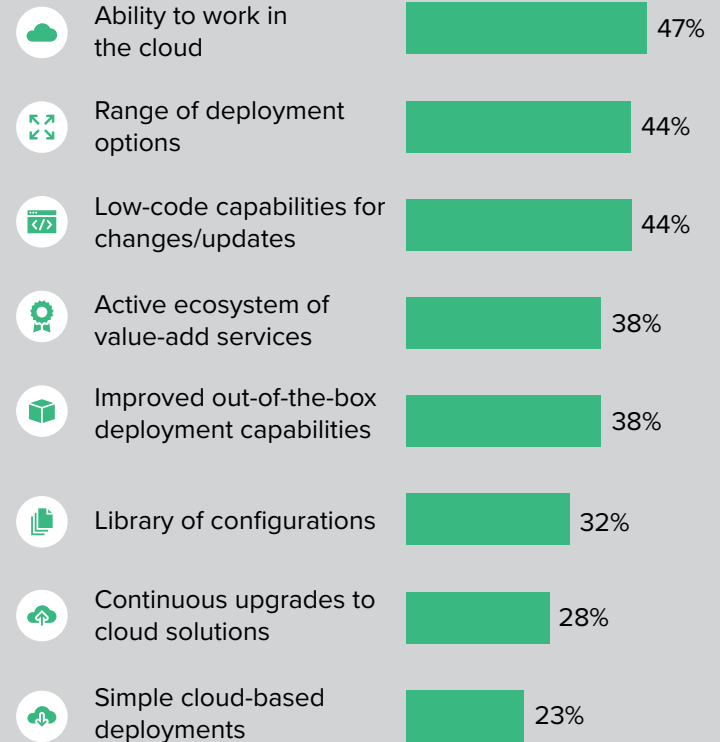 Ability to work in
the cloud
47%
Range of deployment
options
44%
Low-code capabilities for
changes/updates
44%
Active ecosystem of
value-add services
38%
Improved out-of-the-box
deployment capabilities
38%
Library of configurations
32%
Continuous upgrades to
cloud solutions
28%
Simple cloud-based
deployments
23%